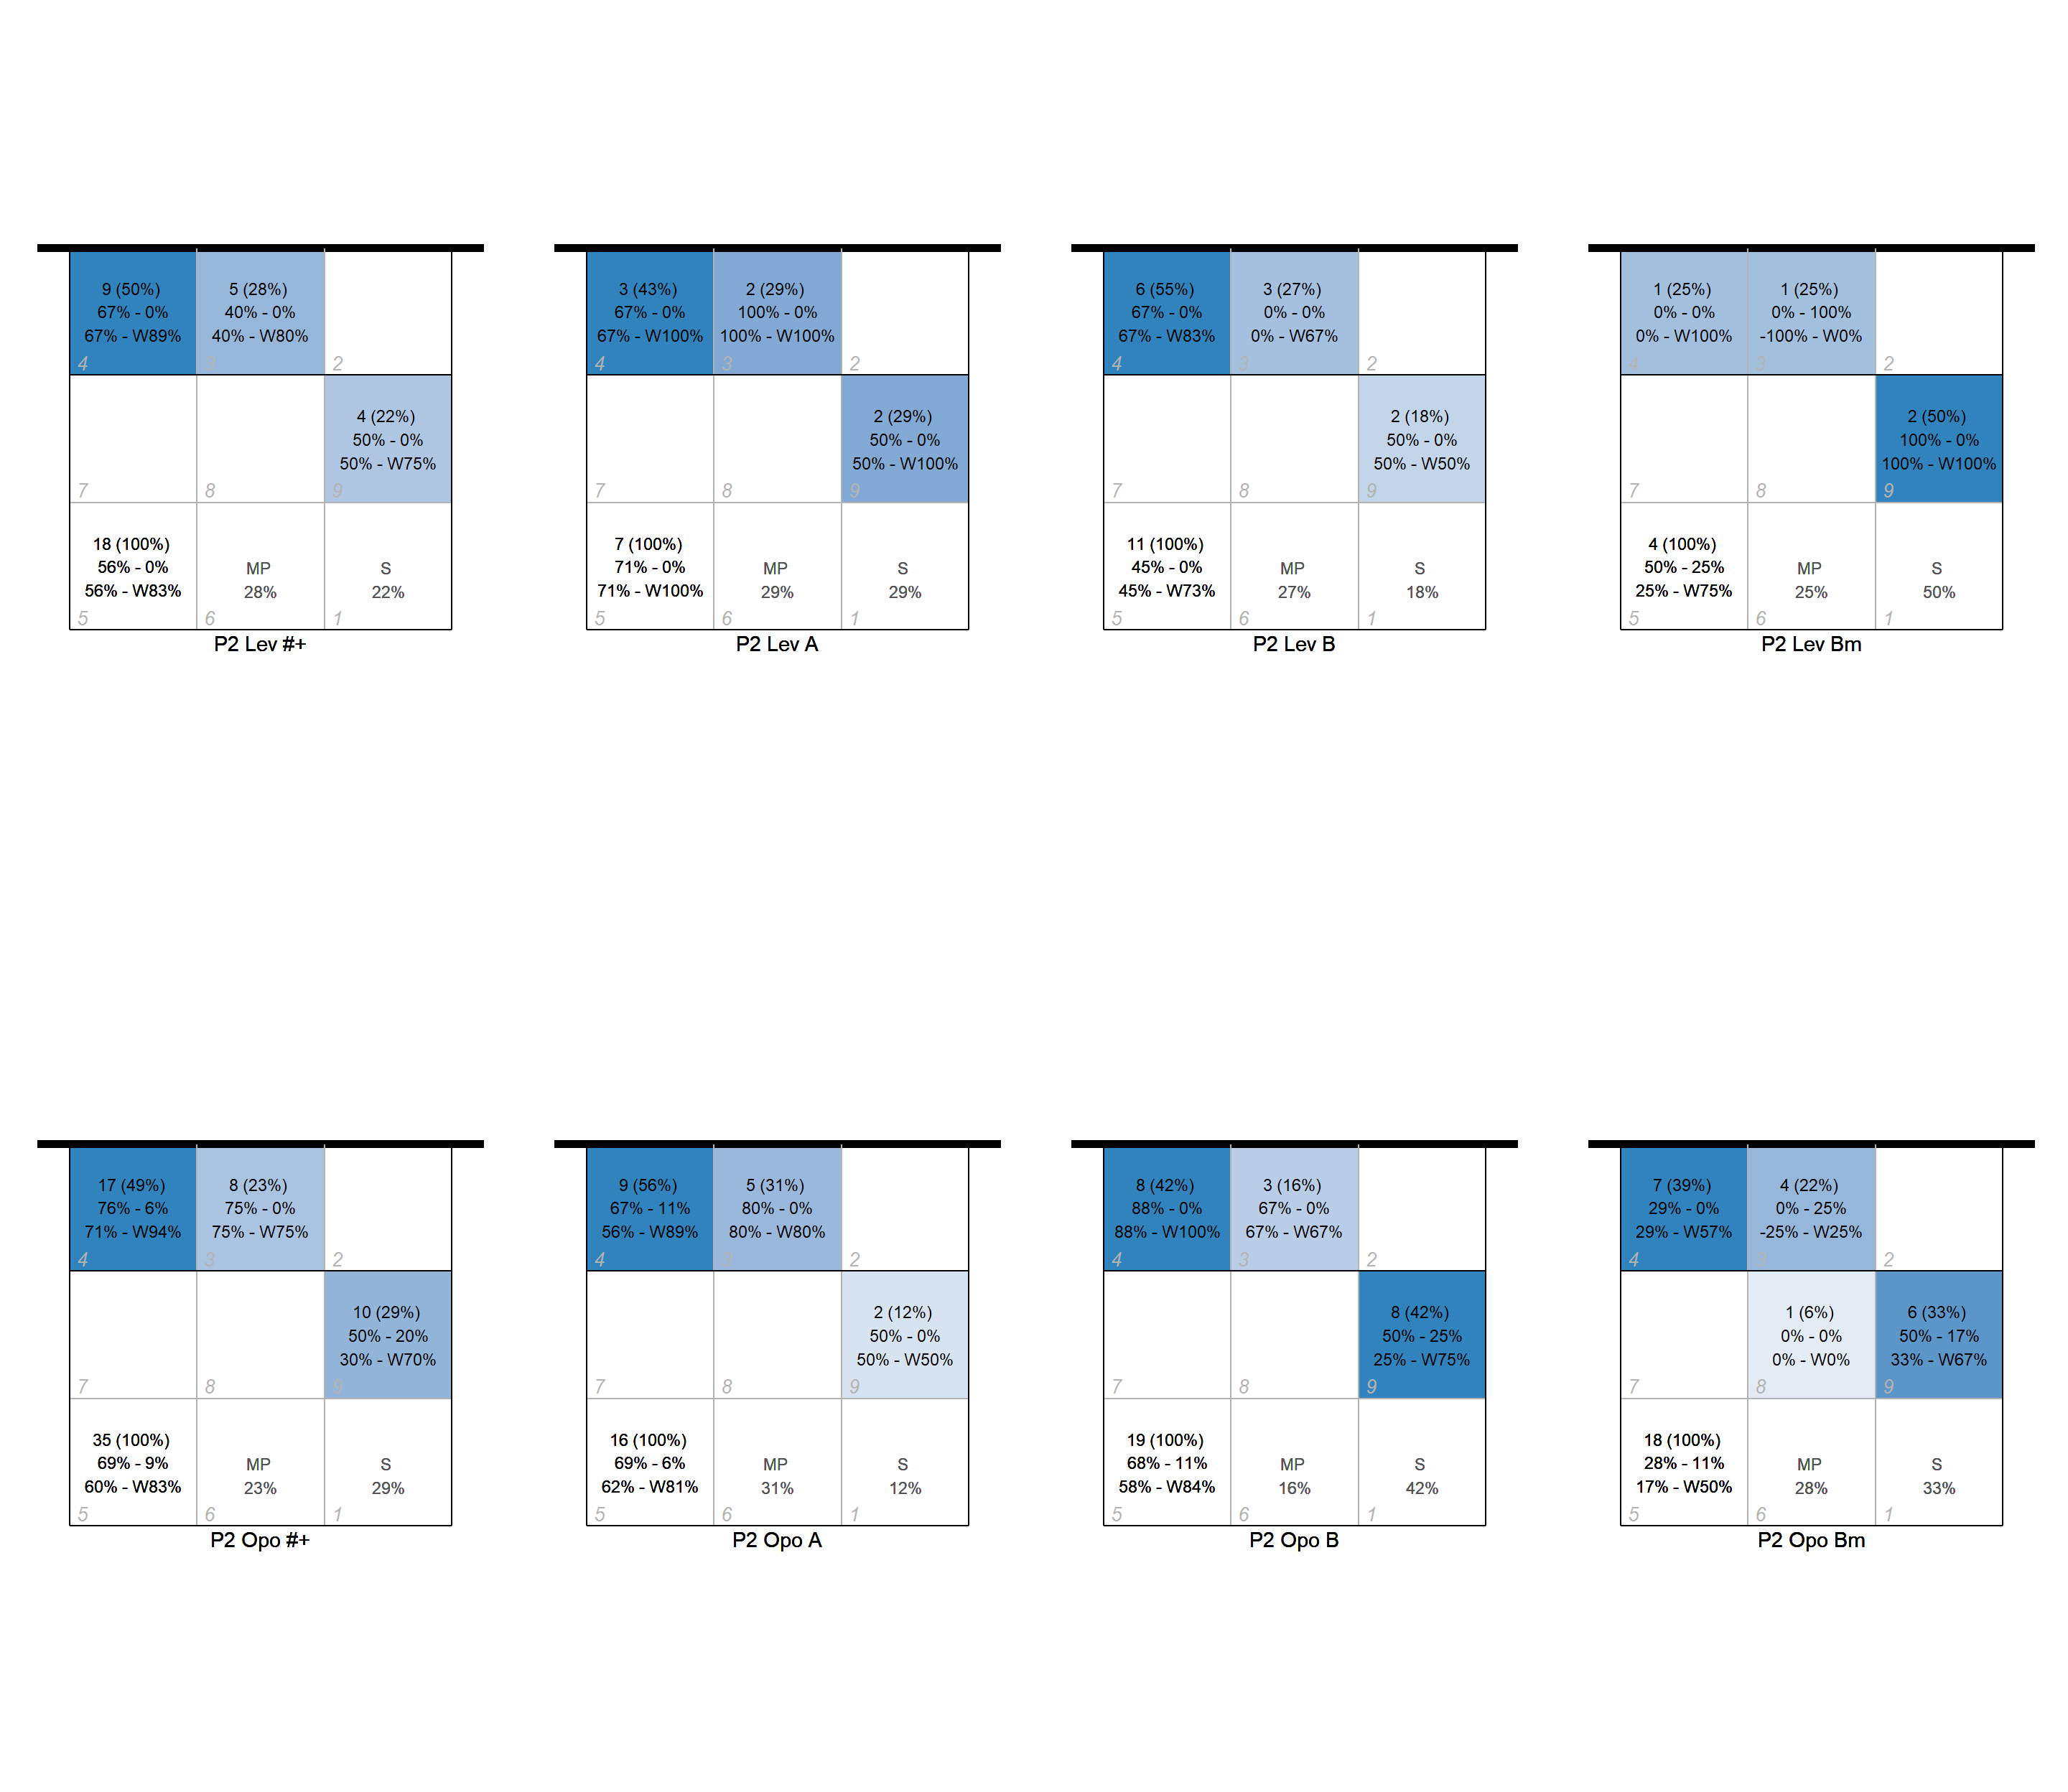 9 (50%)
67% - 0%
67% - W89%
4
5 (28%)
40% - 0%
40% - W80%
3
2
7
8
4 (22%)
50% - 0%
50% - W75%
9
18 (100%)
56% - 0%
56% - W83%
5
MP
28%
6
S
22%
1
P2 Lev #+
3 (43%)
67% - 0%
67% - W100%
4
2 (29%)
100% - 0%
100% - W100%
3
2
7
8
2 (29%)
50% - 0%
50% - W100%
9
7 (100%)
71% - 0%
71% - W100%
5
MP
29%
6
S
29%
1
P2 Lev A
6 (55%)
67% - 0%
67% - W83%
4
3 (27%)
0% - 0%
0% - W67%
3
2
7
8
2 (18%)
50% - 0%
50% - W50%
9
11 (100%)
45% - 0%
45% - W73%
5
MP
27%
6
S
18%
1
P2 Lev B
1 (25%)
0% - 0%
0% - W100%
4
1 (25%)
0% - 100%
-100% - W0%
3
2
7
8
2 (50%)
100% - 0%
100% - W100%
9
4 (100%)
50% - 25%
25% - W75%
5
MP
25%
6
S
50%
1
P2 Lev Bm
17 (49%)
76% - 6%
71% - W94%
4
8 (23%)
75% - 0%
75% - W75%
3
2
7
8
10 (29%)
50% - 20%
30% - W70%
9
35 (100%)
69% - 9%
60% - W83%
5
MP
23%
6
S
29%
1
P2 Opo #+
9 (56%)
67% - 11%
56% - W89%
4
5 (31%)
80% - 0%
80% - W80%
3
2
7
8
2 (12%)
50% - 0%
50% - W50%
9
16 (100%)
69% - 6%
62% - W81%
5
MP
31%
6
S
12%
1
P2 Opo A
8 (42%)
88% - 0%
88% - W100%
4
3 (16%)
67% - 0%
67% - W67%
3
2
7
8
8 (42%)
50% - 25%
25% - W75%
9
19 (100%)
68% - 11%
58% - W84%
5
MP
16%
6
S
42%
1
P2 Opo B
7 (39%)
29% - 0%
29% - W57%
4
4 (22%)
0% - 25%
-25% - W25%
3
2
7
1 (6%)
0% - 0%
0% - W0%
8
6 (33%)
50% - 17%
33% - W67%
9
18 (100%)
28% - 11%
17% - W50%
5
MP
28%
6
S
33%
1
P2 Opo Bm